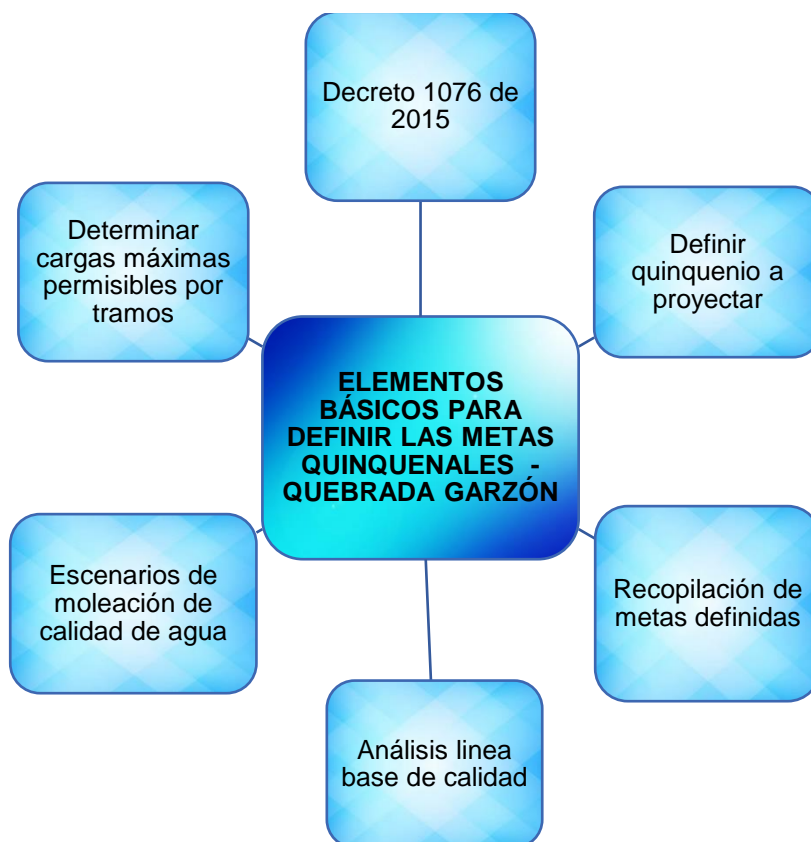 Decreto 1076 de
2015
Definir
quinquenio a
proyectar
Recopilación de
metas definidas
Análisis linea
base de calidad
Escenarios de
moleación de
calidad de agua
Determinar
cargas máximas
permisibles por
tramos
ELEMENTOS
BÁSICOS PARA
DEFINIR LAS METAS
QUINQUENALES -
QUEBRADA GARZÓN